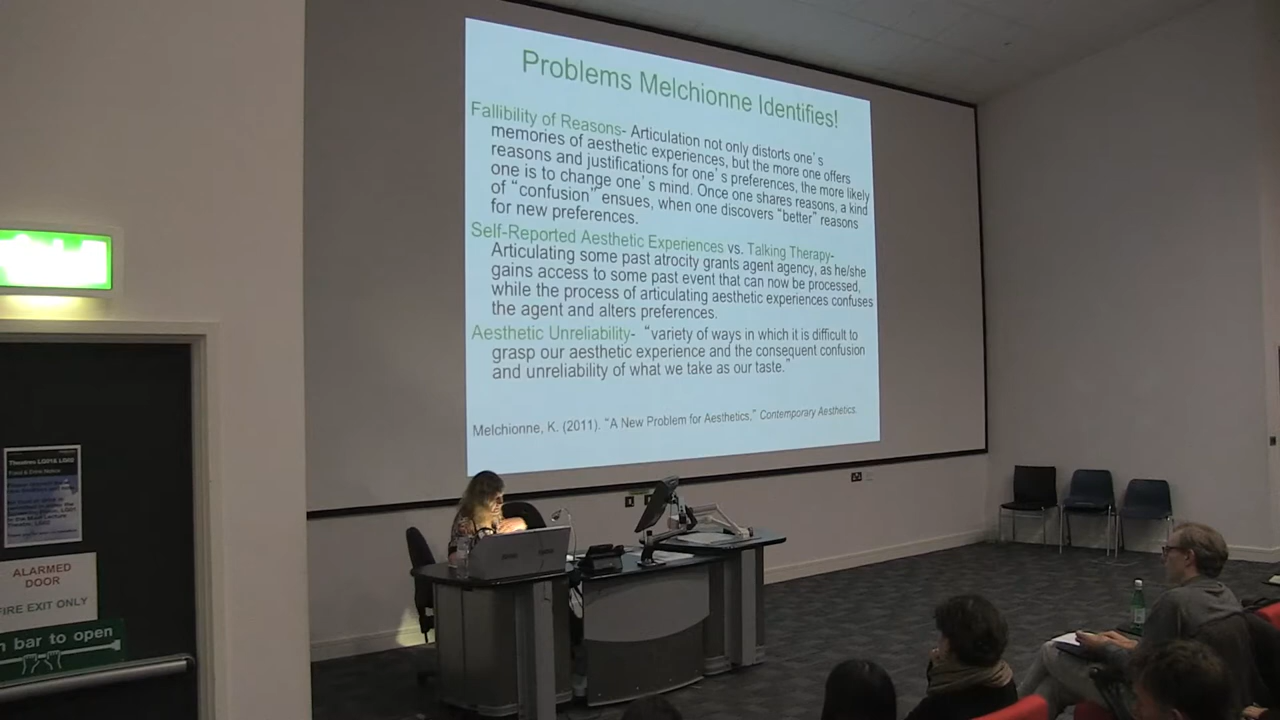 Problems Melchionne Identifies!
Fallibility of Reasons- Articulation not only distorts one's
memories of aesthetic experiences, but the more one offers
reasons and justifications for one's preferences, the more likely
one is to change one's mind. Once one shares reasons, a kind
of “confusion” ensues, when one discovers “better” reasons
for new preferences.
Self-Reported Aesthetic Experiences vs. Talking Therapy-
Articulating some past atrocity grants agent agency, as he/she
gains access to some past event that can now be processed,
while the process of articulating aesthetic experiences confuses
the agent and alters preferences.
Aesthetic Unreliability- “variety of ways in which it is difficult to
grasp our aesthetic experience and the consequent confusion
and unreliability of what we take as our taste.”
Melchionne, K. (2011). “A New Problem for Aesthetics,” Contemporary Aesthetics.
ALARMED
DOOR
FIRE EXIT ONLY
bar to open